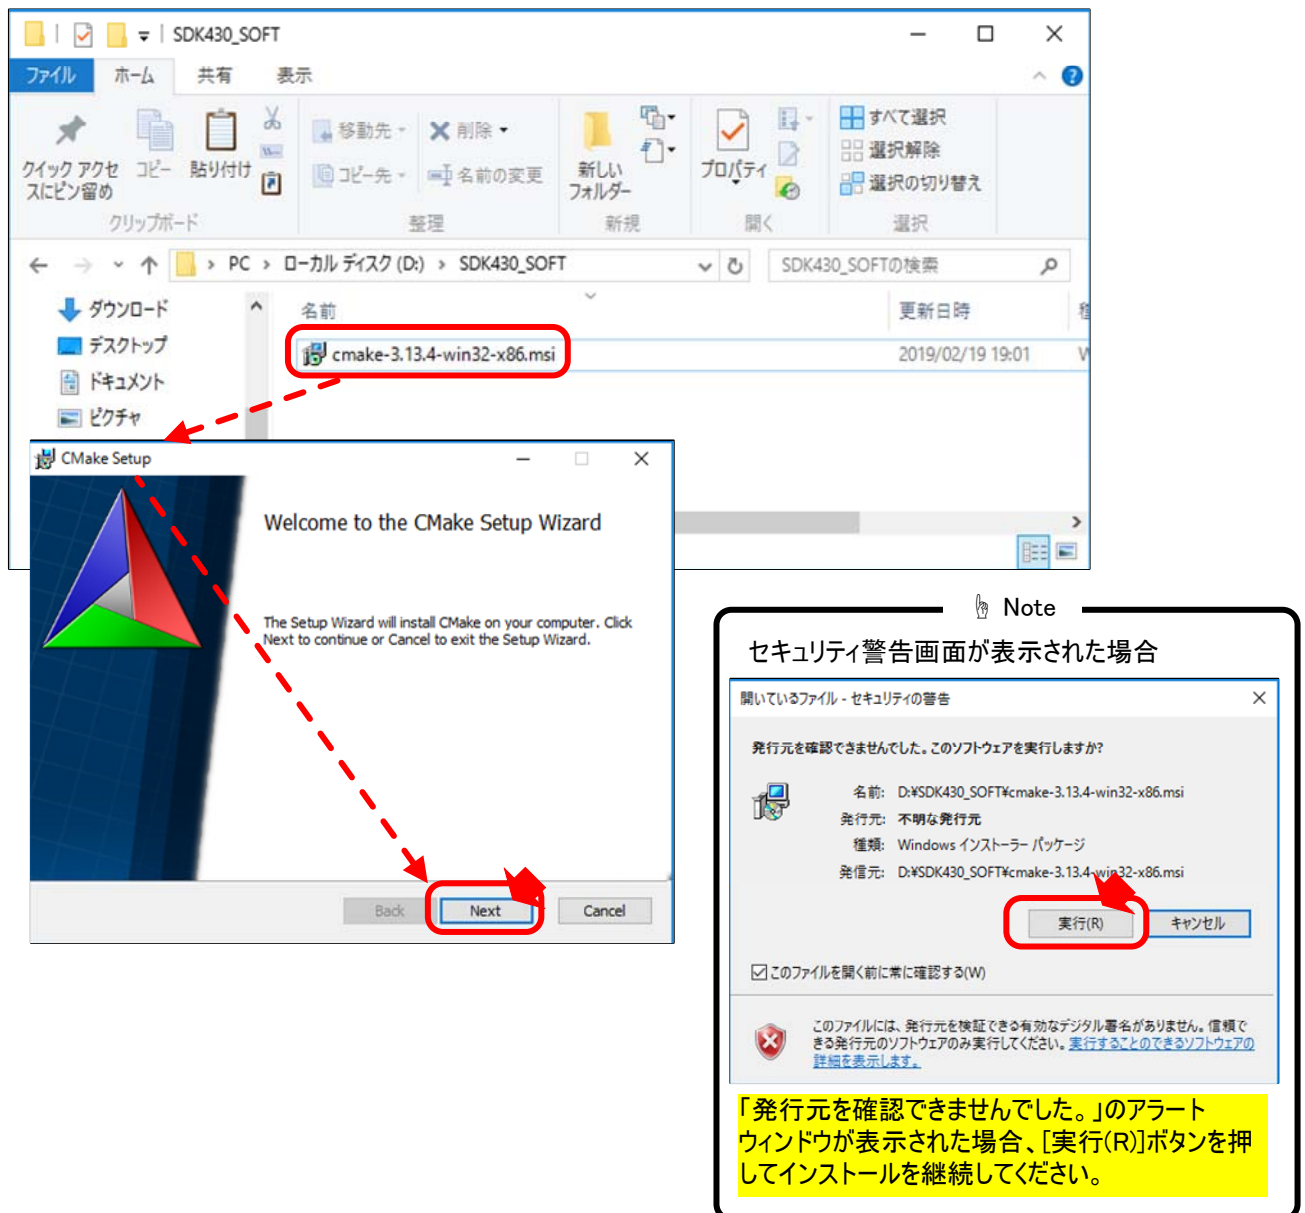 SDK430_SOFT
ファイル ホーム 共有 表示
クイック アクセ
スにピン留め
コピー
貼り付け
移動先
コピー先
削除
名前の変更
新しい
フォルダー
プロパティ
すべて選択
選択解除
選択の切り替え
クリップボード 整理 新規 開く 選択
PC › ローカル ディスク (D:) › SDK430_SOFT
SDK430_SOFTの検索
ダウンロード
デスクトップ
ドキュメント
ピクチャ
名前 更新日時
cmake-3.13.4-win32-x86.msi 2019/02/19 19:01
CMake Setup
Welcome to the CMake Setup Wizard
The Setup Wizard will install CMake on your computer. Click
Next to continue or Cancel to exit the Setup Wizard.
Back Next Cancel
Note
セキュリティ警告画面が表示された場合
開いているファイル - セキュリティの警告
発行元を確認できませんでした。このソフトウェアを実行しますか?
名前: D:¥SDK430_SOFT¥cmake-3.13.4-win32-x86.msi
発行元: 不明な発行元
種類: Windows インストーラー パッケージ
発信元: D:¥SDK430_SOFT¥cmake-3.13.4-win32-x86.msi
実行(R) キャンセル
このファイルを開く前に常に確認する(W)
このファイルには、発行元を検証できる有効なデジタル署名がありません。信頼で
きる発行元のソフトウェアのみ実行してください。実行することのできるソフトウェアの
詳細を表示します。
「発行元を確認できませんでした。」のアラート
ウィンドウが表示された場合、[実行(R)]ボタンを押
してインストールを継続してください。